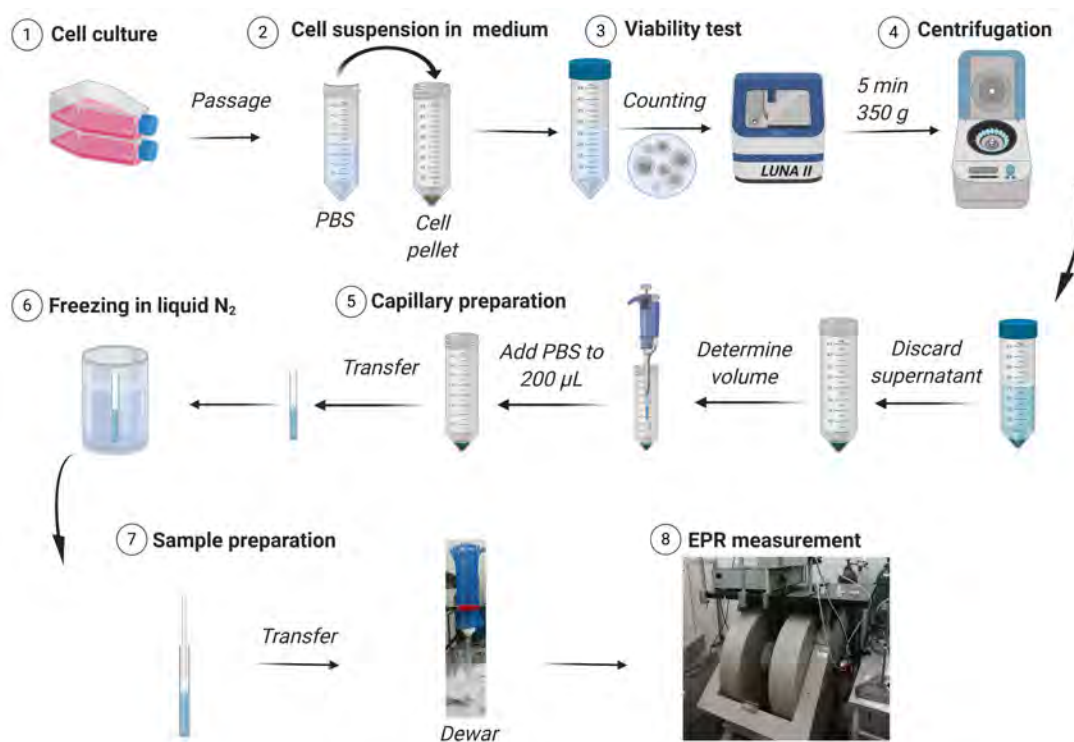 1 Cell culture
2 Cell suspension in medium
3 Viability test
4 Centrifugation
Passage
Counting
5 min
350 g
LUNA II
PBS
Cell
pellet
6 Freezing in liquid N₂
5 Capillary preparation
Transfer
Add PBS to
200 µL
Determine
volume
Discard
supernatant
7 Sample preparation
8 EPR measurement
Transfer
Dewar